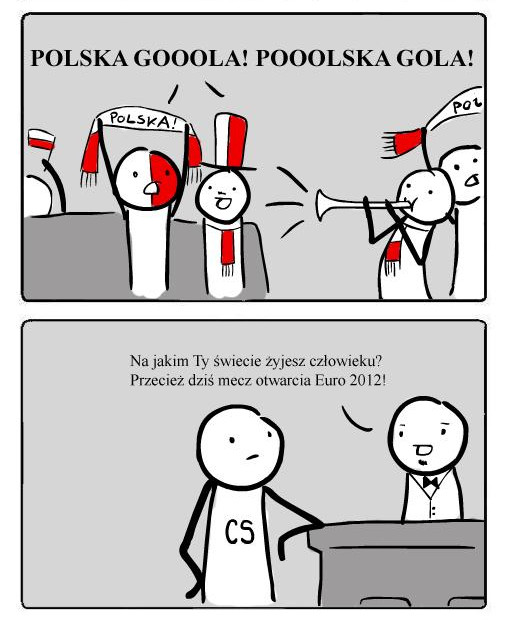 POLSKA GOOOLA! POOOLSKA GOLA!
POLSKA!
POL
Na jakim Ty świecie żyjesz człowieku?
Przecież dziś mecz otwarcia Euro 2012!
CS